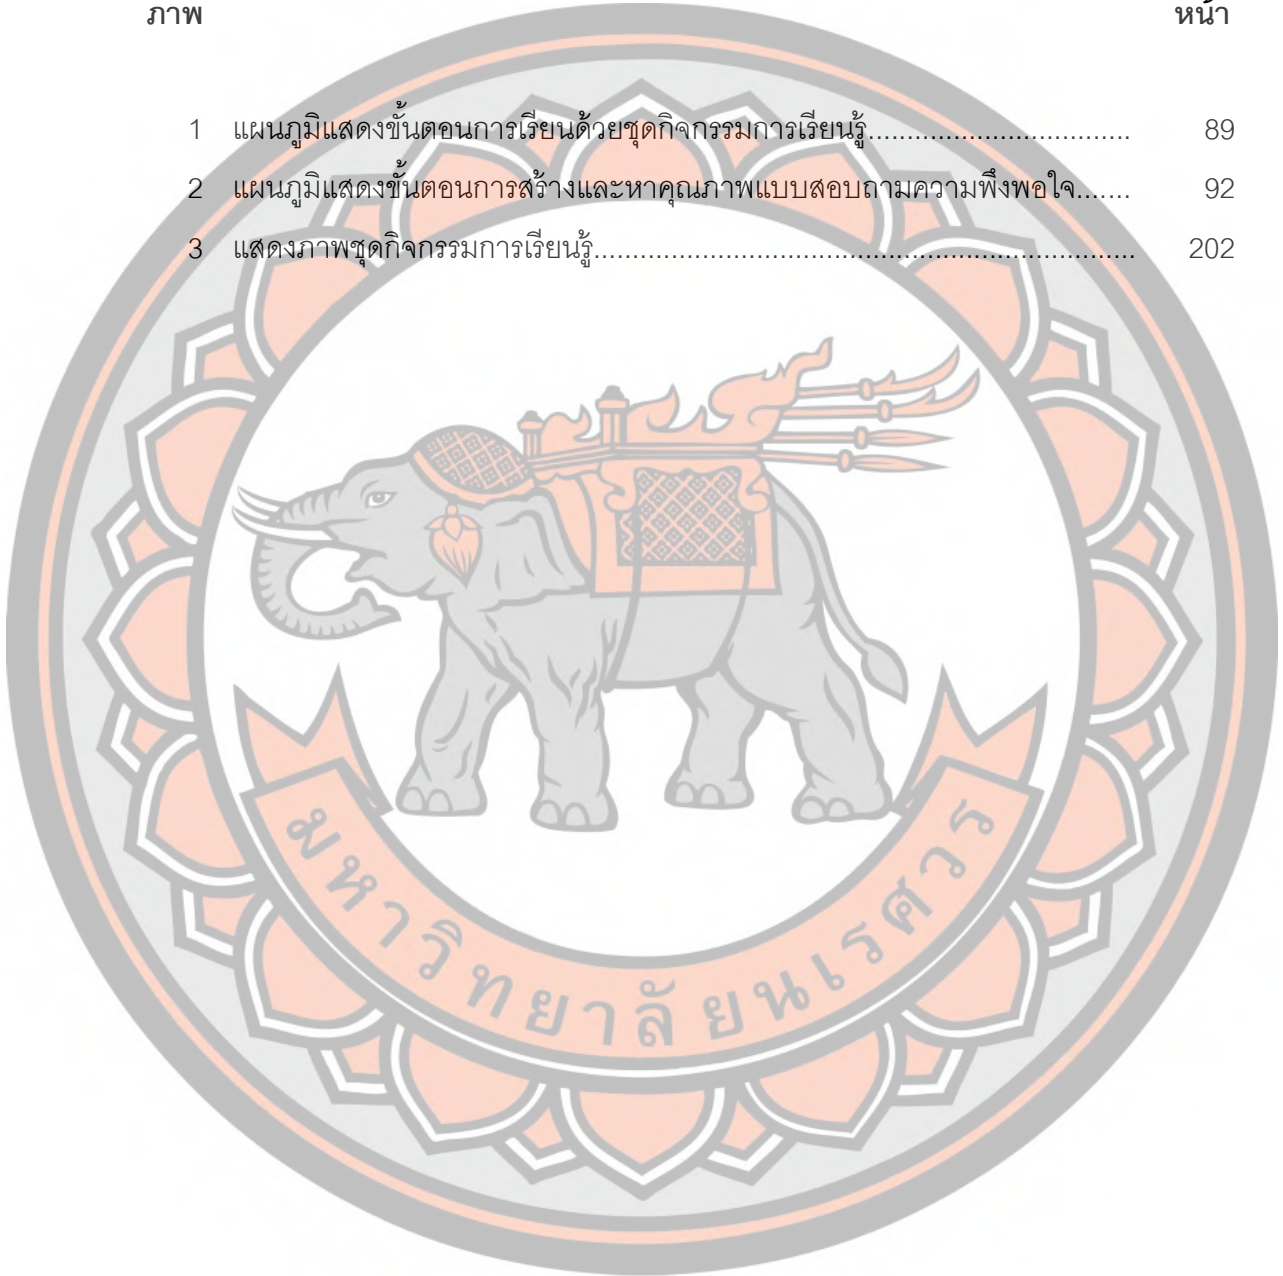 ภาพ หน้า
1 แผนภูมิแสดงขั้นตอนการเรียนด้วยชุดกิจกรรมการเรียนรู้.................................. 89
2 แผนภูมิแสดงขั้นตอนการสร้างและหาคุณภาพแบบสอบถามความพึงพอใจ....... 92
3 แสดงภาพชุดกิจกรรมการเรียนรู้...................................................................... 202
มหาวิทยาลัยนเรศวร